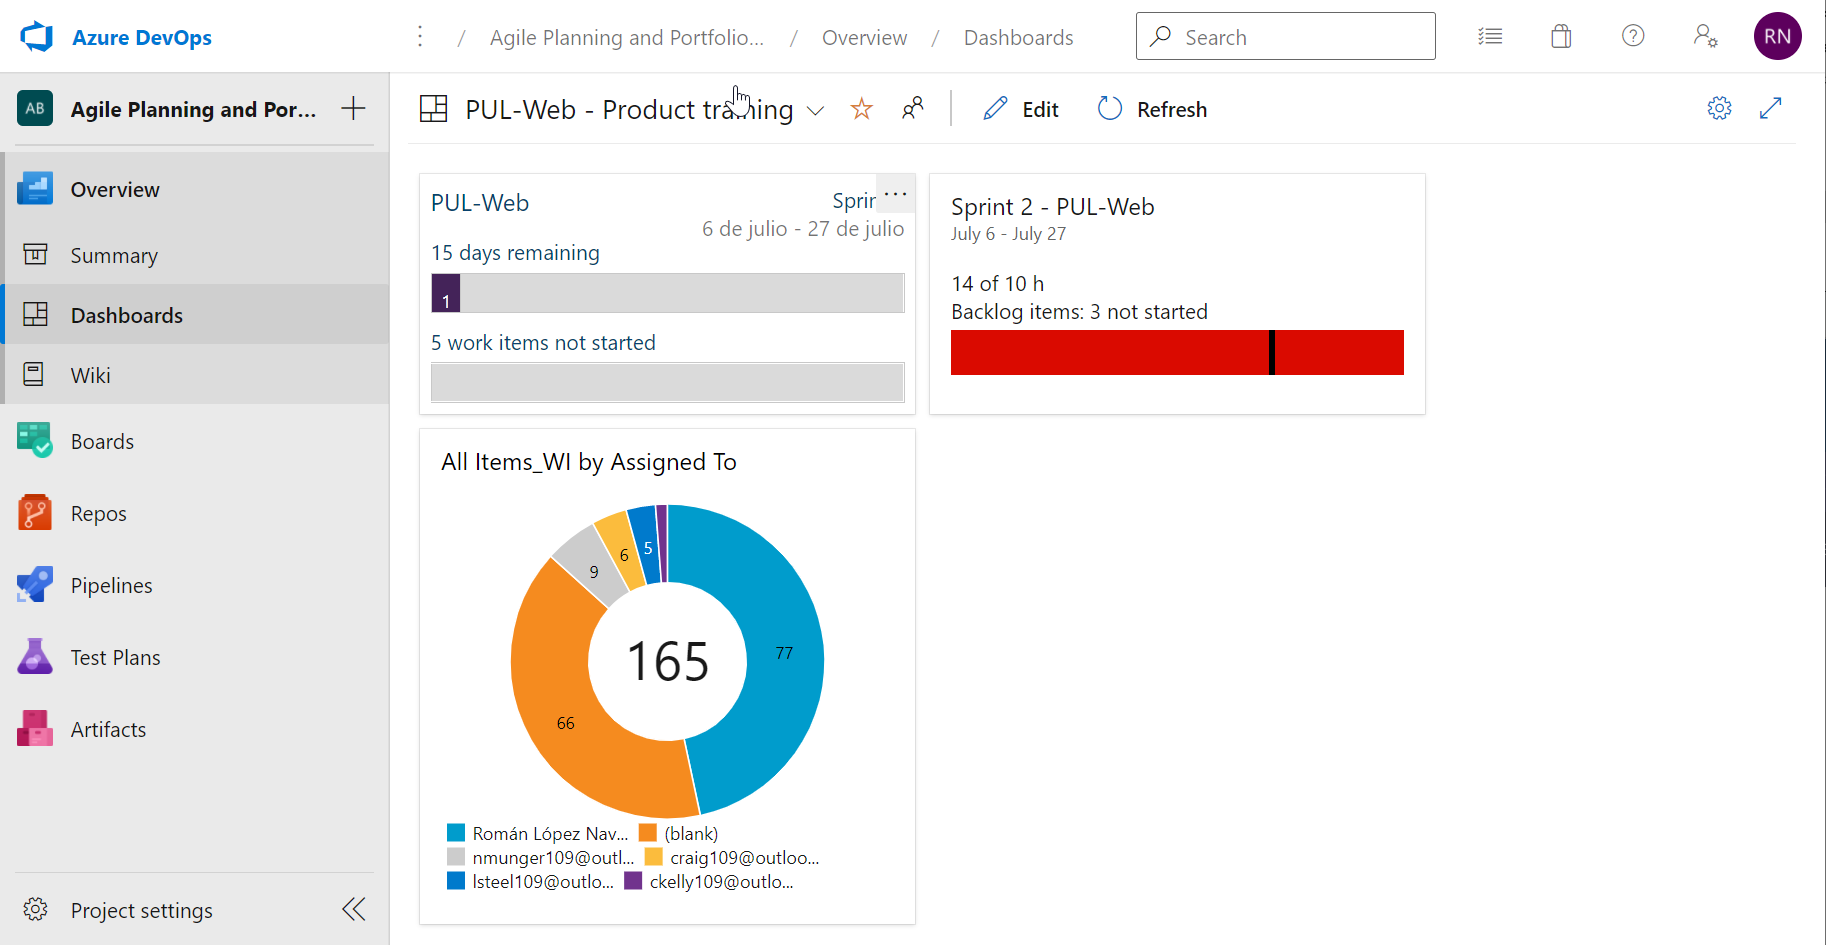 Azure DevOps
/ Agile Planning and Portfolio... / Overview / Dashboards
Search
RN
AB Agile Planning and Por...
PUL-Web - Product training
Edit
Refresh
Overview
Summary
Dashboards
Wiki
Boards
Repos
Pipelines
Test Plans
Artifacts
Project settings
PUL-Web
6 de julio - 27 de julio
15 days remaining
1
5 work items not started
Sprint 2 - PUL-Web
July 6 - July 27
14 of 10 h
Backlog items: 3 not started
All Items_WI by Assigned To
5
6
9
77
165
66
Román López Nav... (blank)
nmunger109@outl... craig109@outloo...
lsteel109@outlo... ckelly109@outlo...